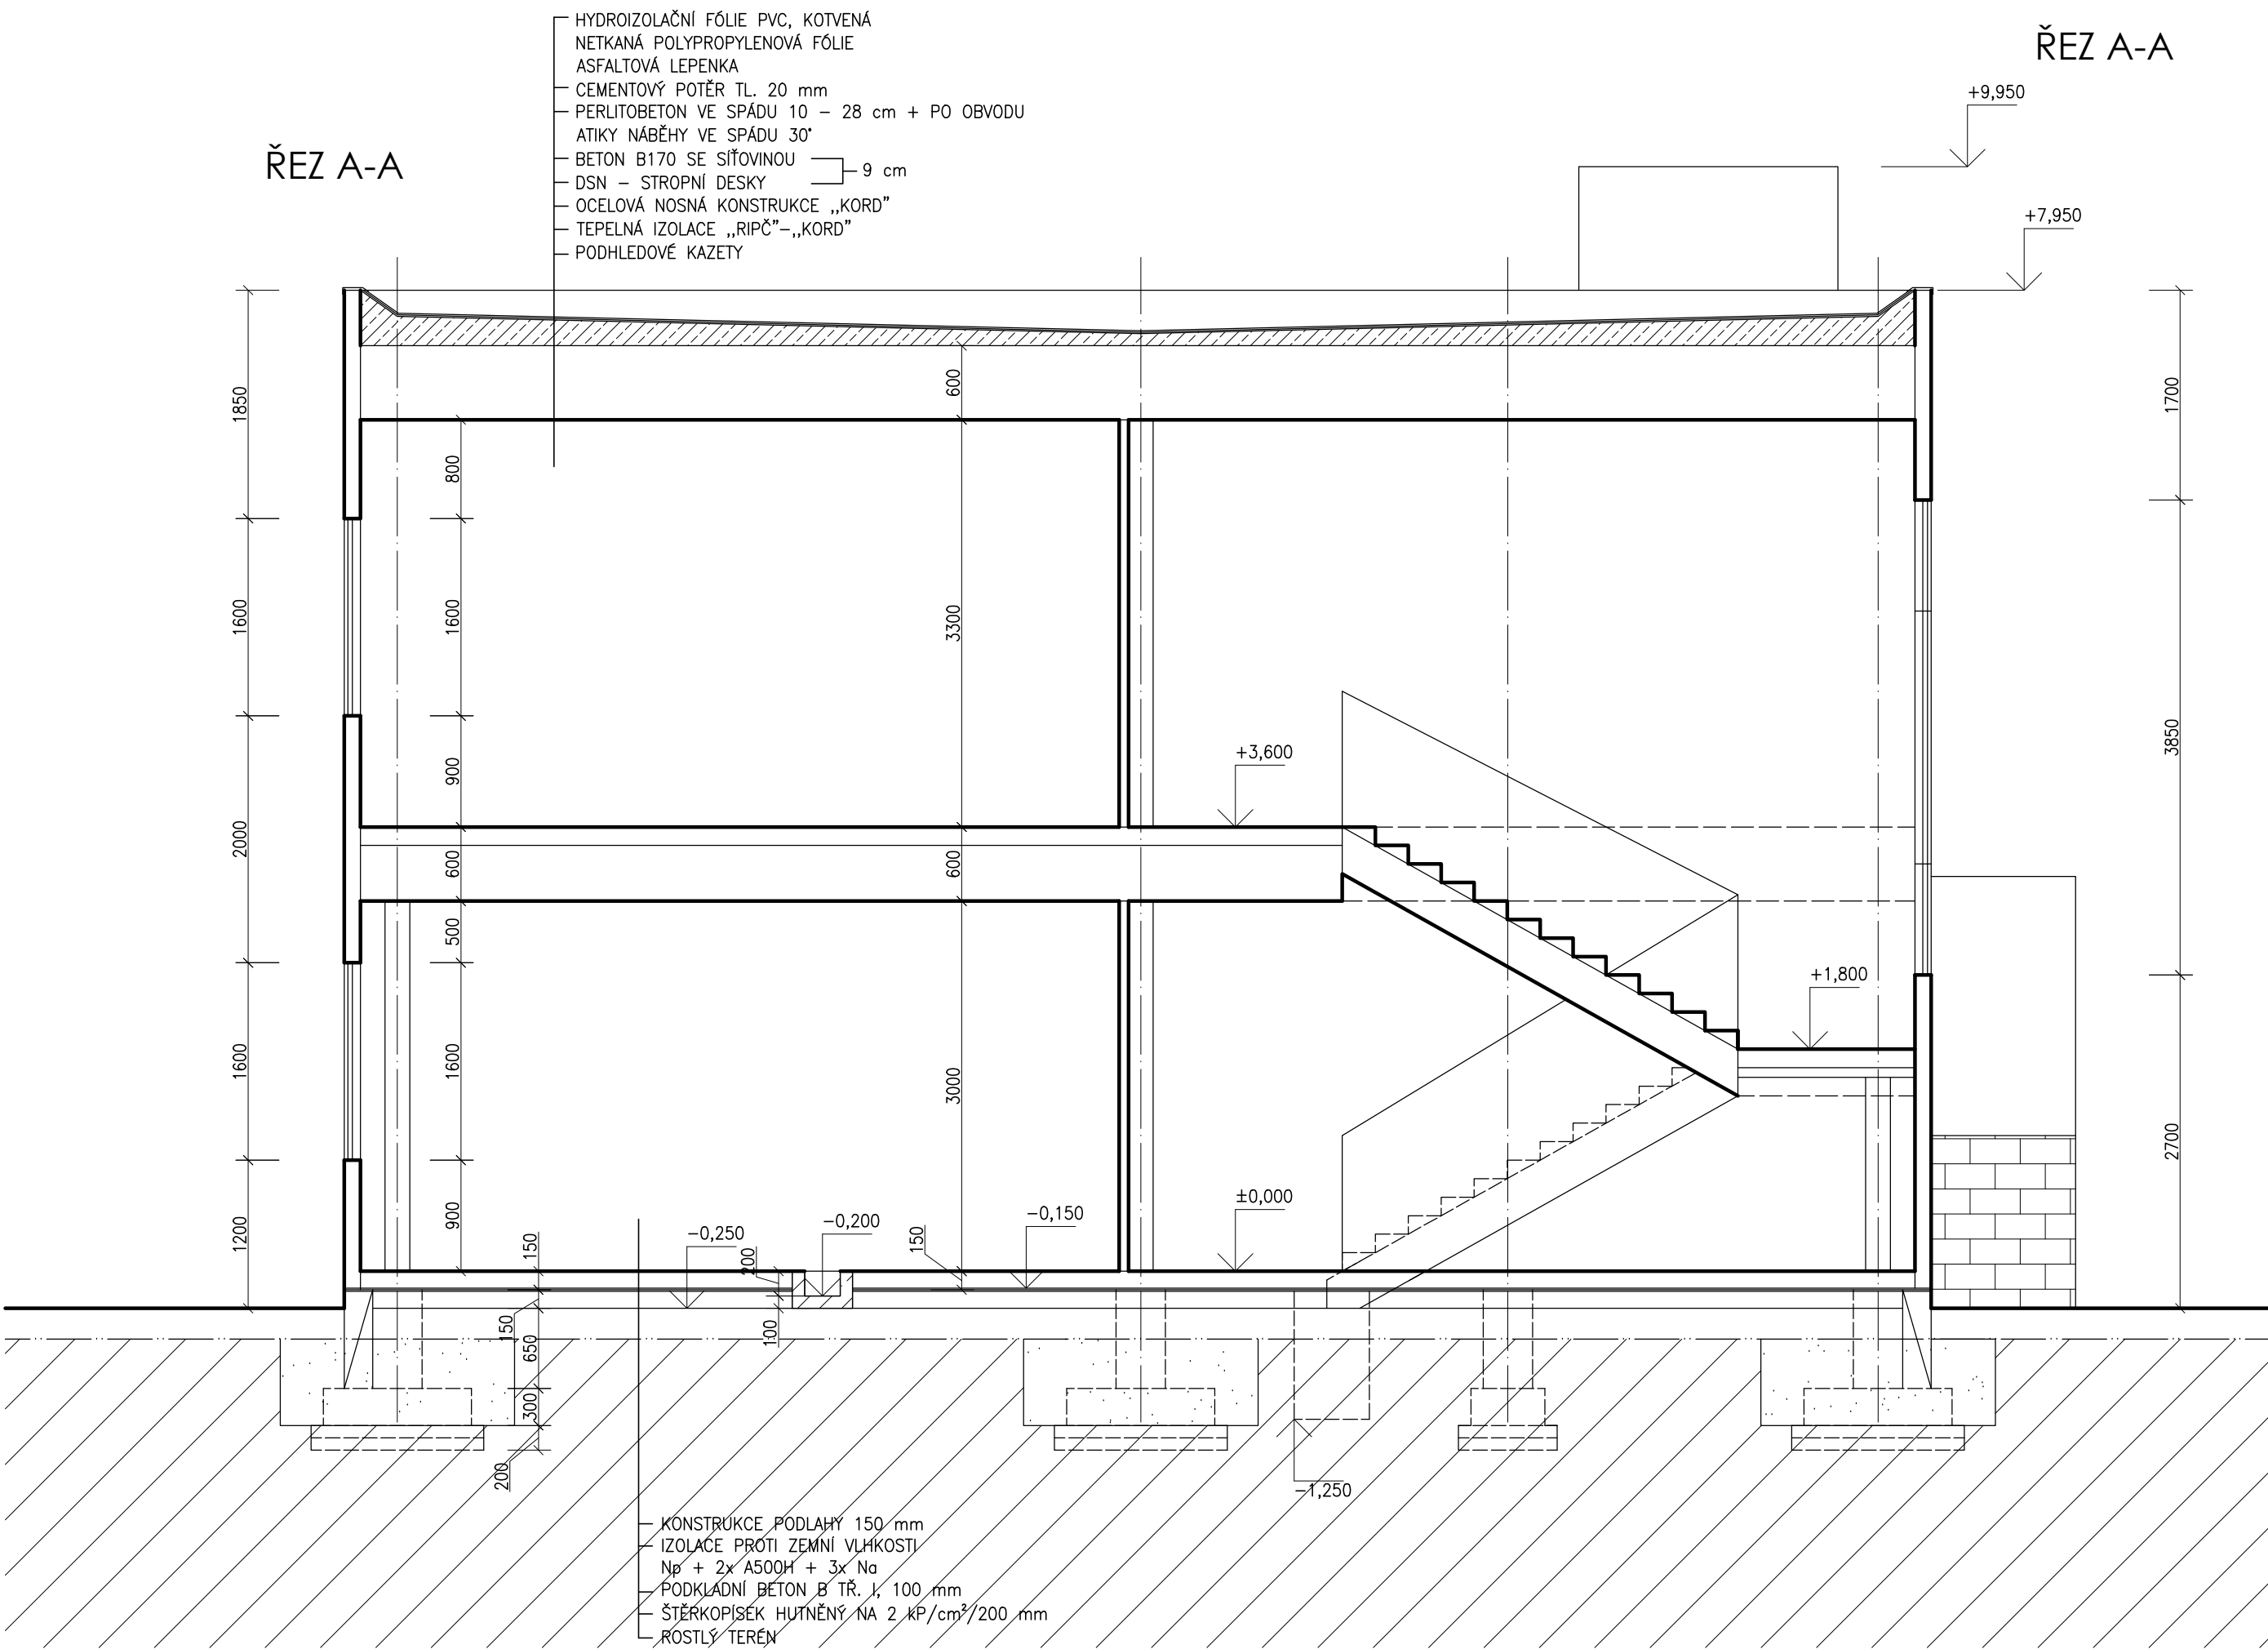 HYDROIZOLAČNÍ FÓLIE PVC, KOTVENÁ
NETKANÁ POLYPROPYLENOVÁ FÓLIE
ASFALTOVÁ LEPENKA
CEMENTOVÝ POTĚR TL. 20 mm
PERLITOBETON VE SPÁDU 10 – 28 cm + PO OBVODU
ATIKY NÁBĚHY VE SPÁDU 30°
BETON B170 SE SÍŤOVINOU
DSN – STROPNÍ DESKY
9 cm
OCELOVÁ NOSNÁ KONSTRUKCE ,,KORD"
TEPELNÁ IZOLACE ,,RIPČ"–,,KORD"
PODHLEDOVÉ KAZETY
ŘEZ A-A
ŘEZ A-A
+9,950
+7,950
1850
1600
2000
1600
1200
800
1600
900
600
500
1600
900
600
3300
600
3000
150
1700
3850
2700
+3,600
+1,800
±0,000
−0,150
−0,200
−0,250
200
100
150
150
650
300
200
−1,250
KONSTRUKCE PODLAHY 150 mm
IZOLACE PROTI ZEMNÍ VLHKOSTI
Np + 2x A500H + 3x Na
PODKLADNÍ BETON B TŘ. I, 100 mm
ŠTĚRKOPÍSEK HUTNĚNÝ NA 2 kP/cm²/200 mm
ROSTLÝ TERÉN